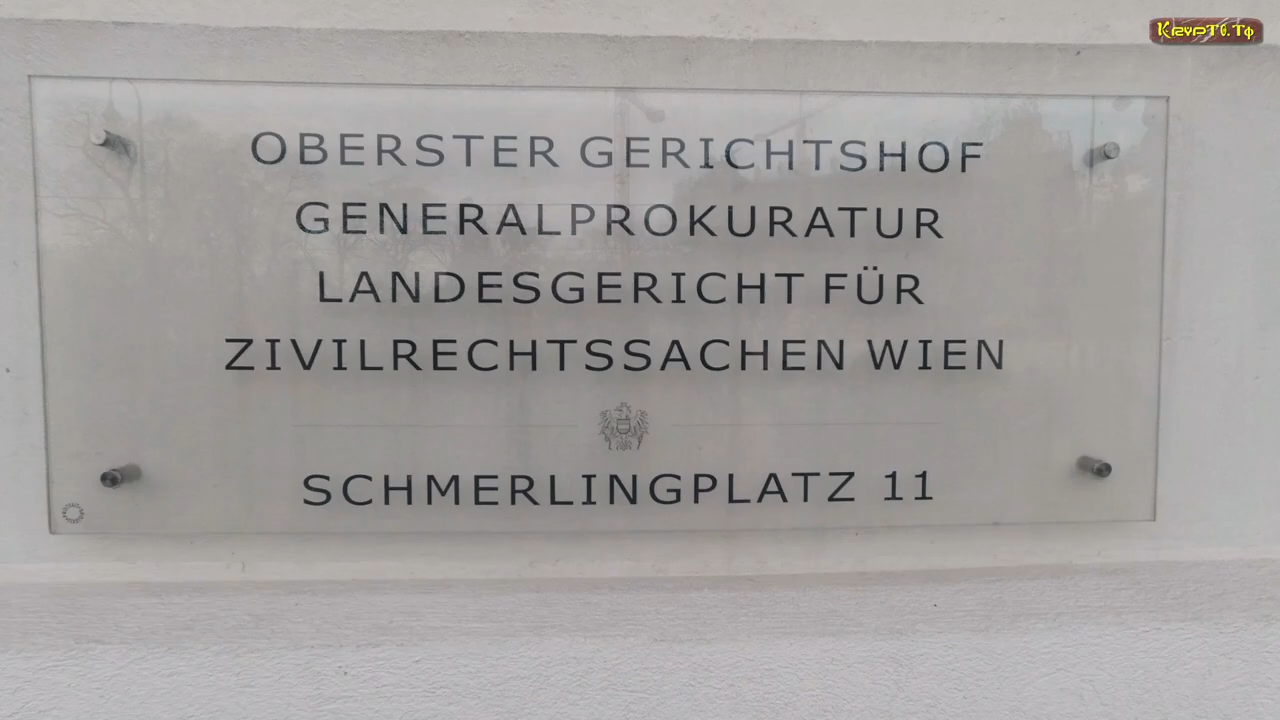 OBERSTER GERICHTSHOF
GENERALPROKURATUR
LANDESGERICHT FÜR
ZIVILRECHTSSACHEN WIEN
SCHMERLINGPLATZ 11